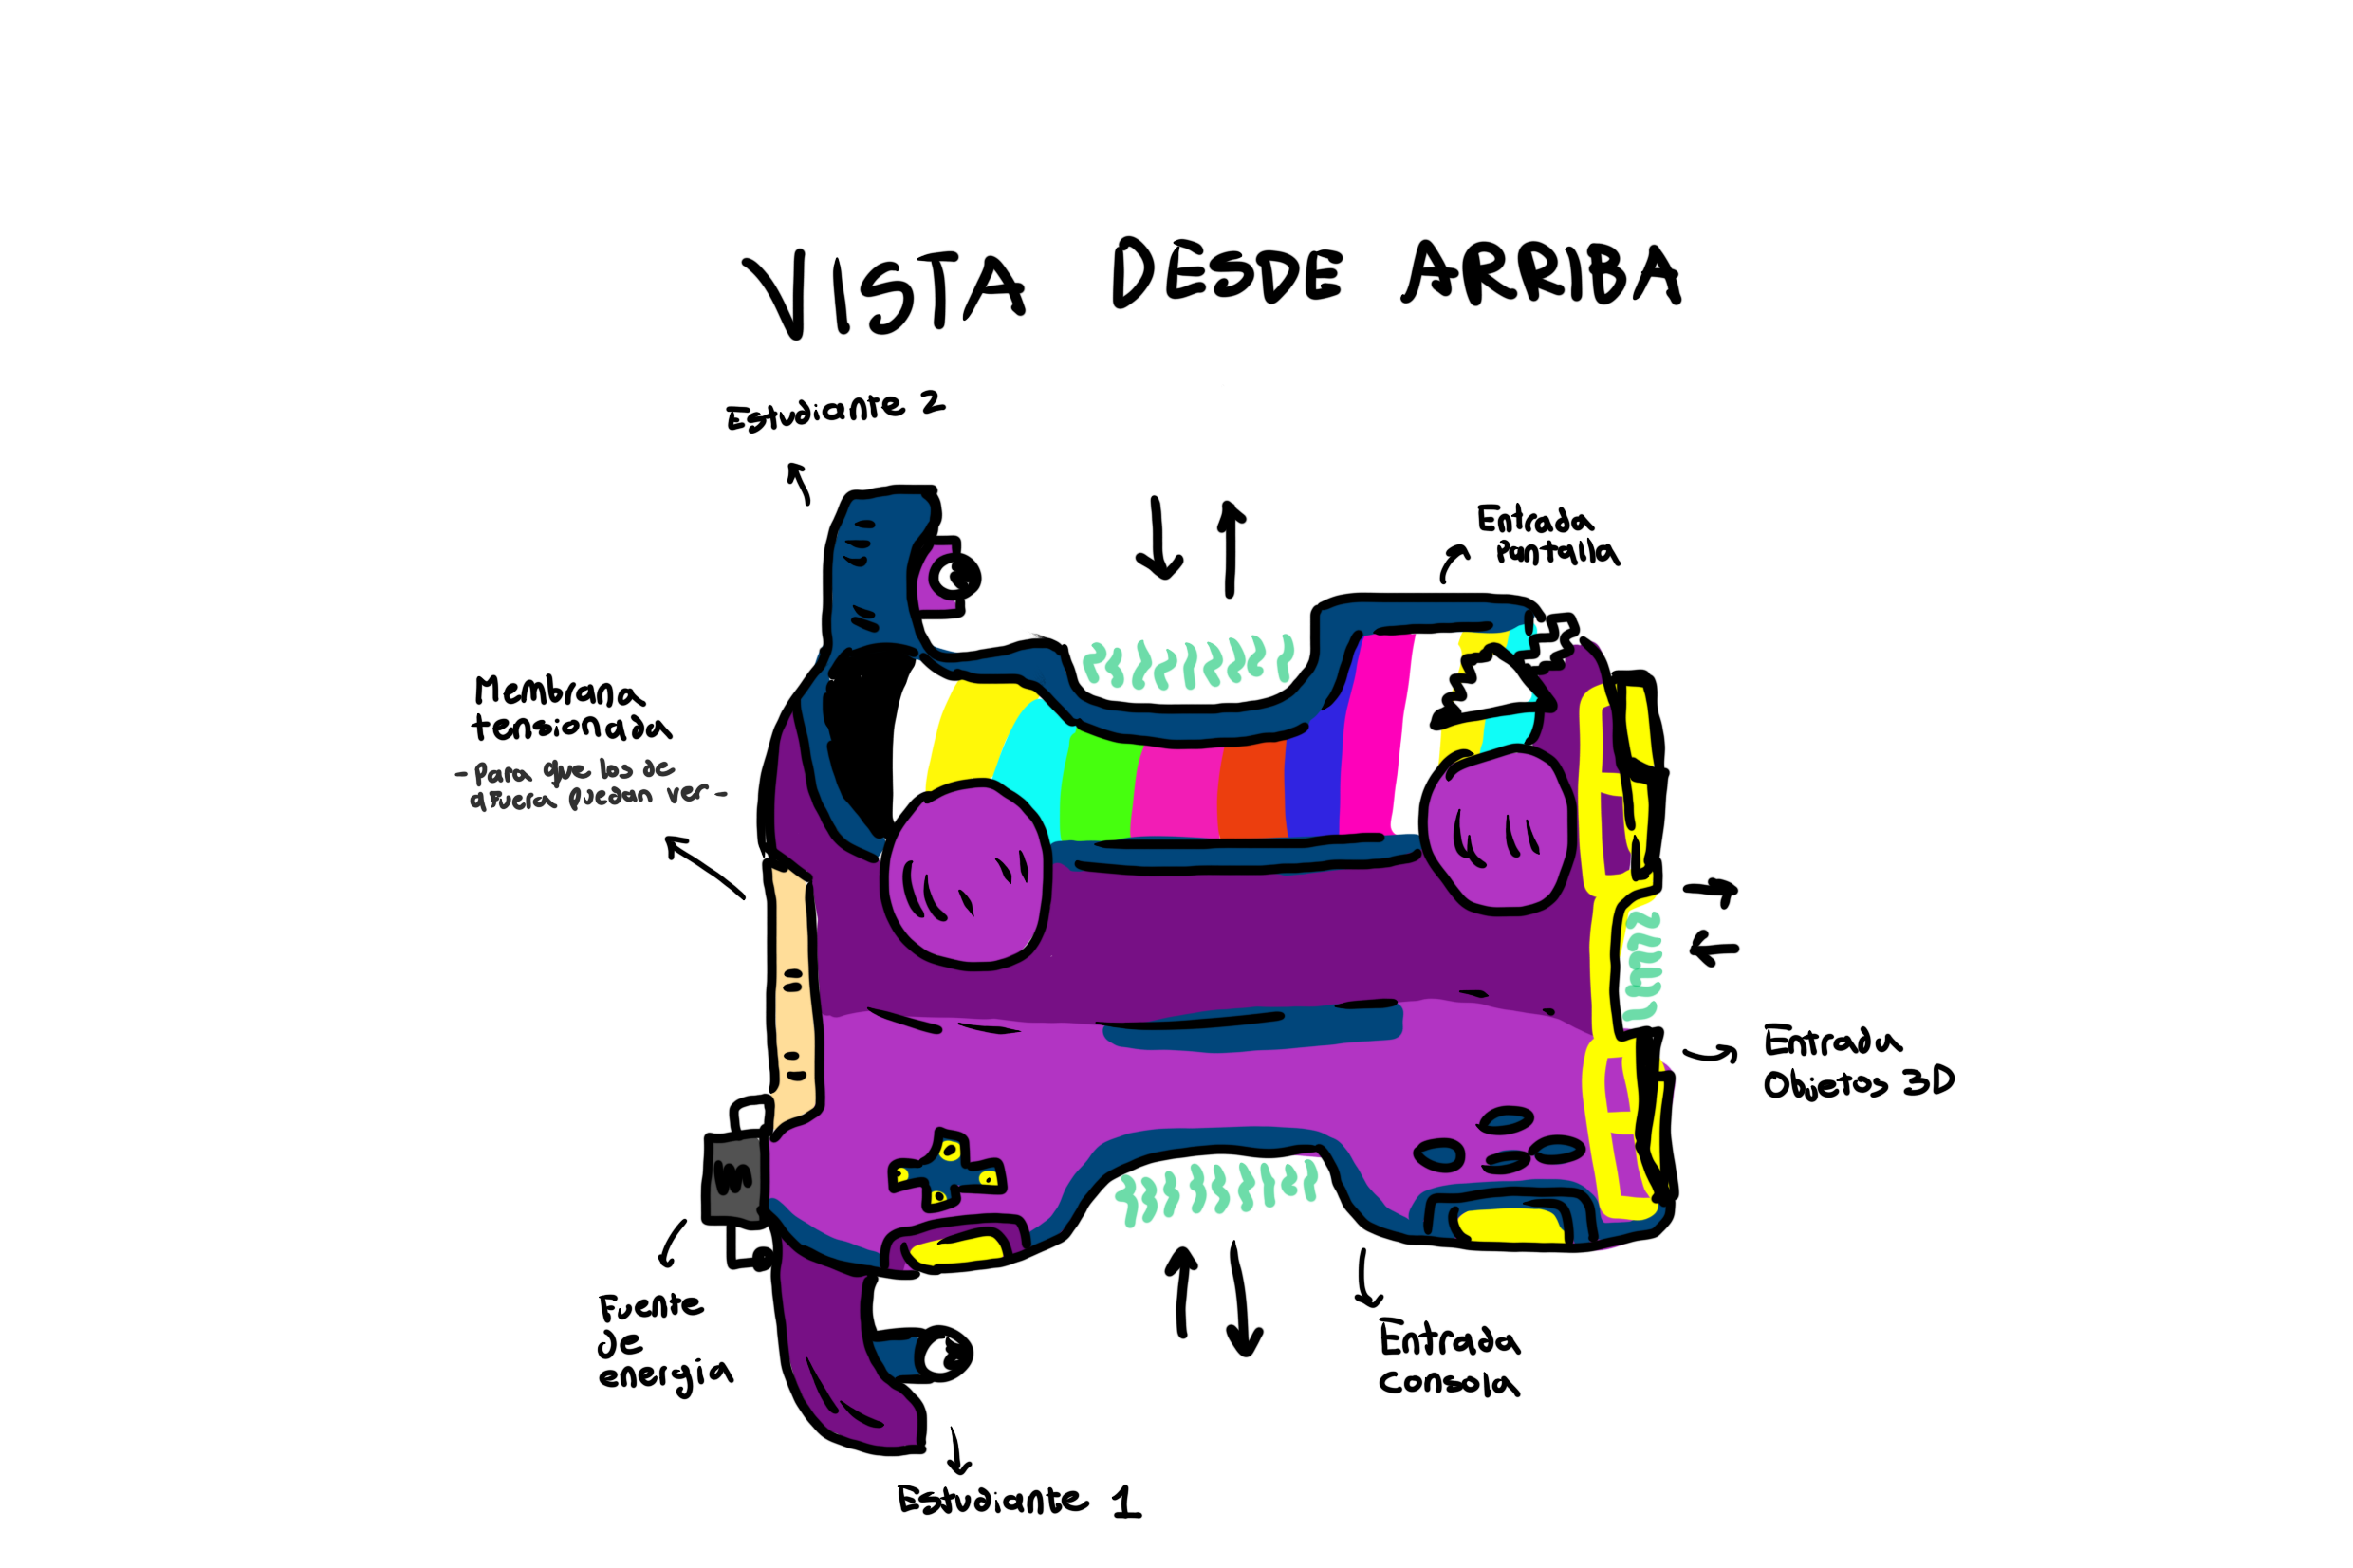 VISTA DESDE ARRIBA
Estudiante 2
Entrada
Pantalla
Membrana
tensionada
- Para que los de
afuera puedan ver -
Entrada
Objetos 3D
Fuente
de
energia
Entrada
Consola
Estudiante 1